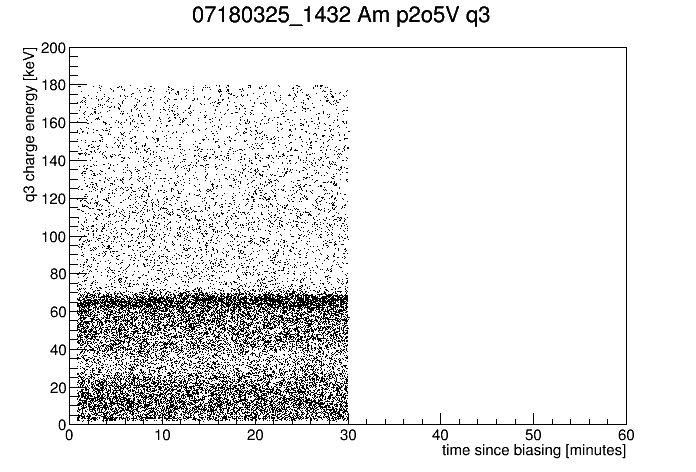 07180325_1432 Am p2o5V q3
q3 charge energy [keV]
200
180
160
140
120
100
80
60
40
20
0
0 10 20 30 40 50 60
time since biasing [minutes]